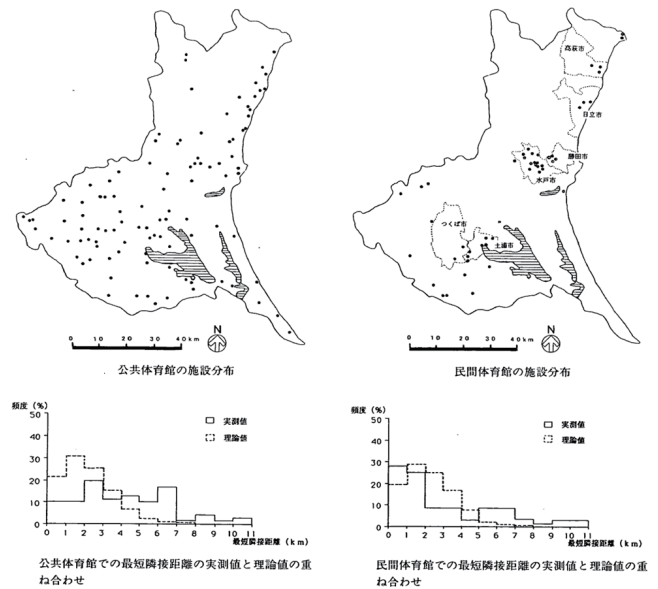 高萩市
日立市
勝田市
水戸市
つくば市
土浦市
0 10 20 40km
N
公共体育館の施設分布
0 20 40km
N
民間体育館の施設分布
頻度(%)
50
40
30
20
10
0
実測値
理論値
0 1 2 3 4 5 6 7 8 9 10 11
最短隣接距離(km)
公共体育館での最短隣接距離の実測値と理論値の重
ね合わせ
頻度(%)
50
40
30
20
10
0
実測値
理論値
0 1 2 3 4 5 6 7 8 9 10 11
最短隣接距離(km)
民間体育館での最短隣接距離の実測値と理論値の重
ね合わせ